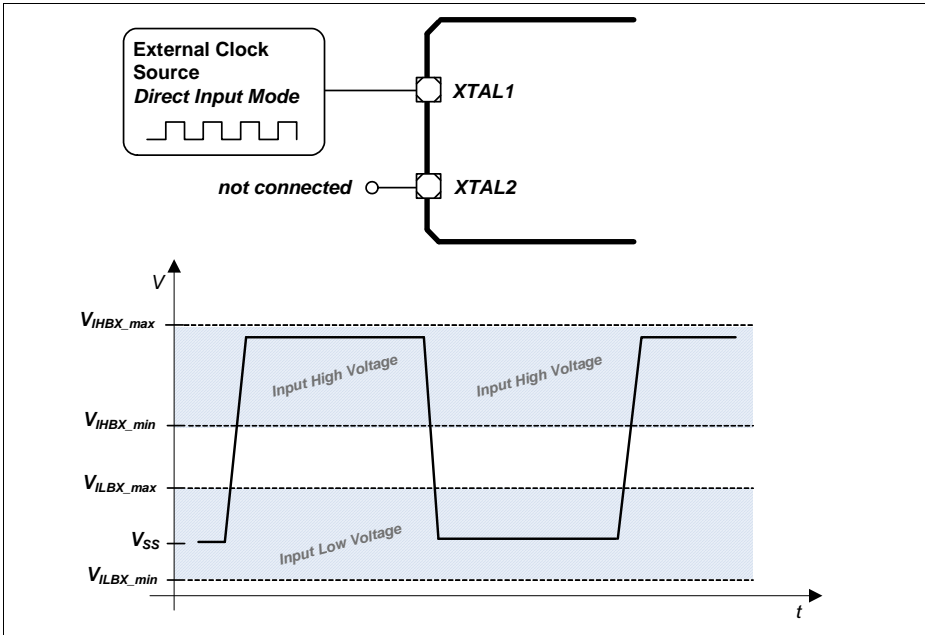 External Clock
Source
Direct Input Mode
XTAL1
not connected
XTAL2
V
VIHBX_max
Input High Voltage
Input High Voltage
VIHBX_min
VILBX_max
Input Low Voltage
VSS
VILBX_min
t